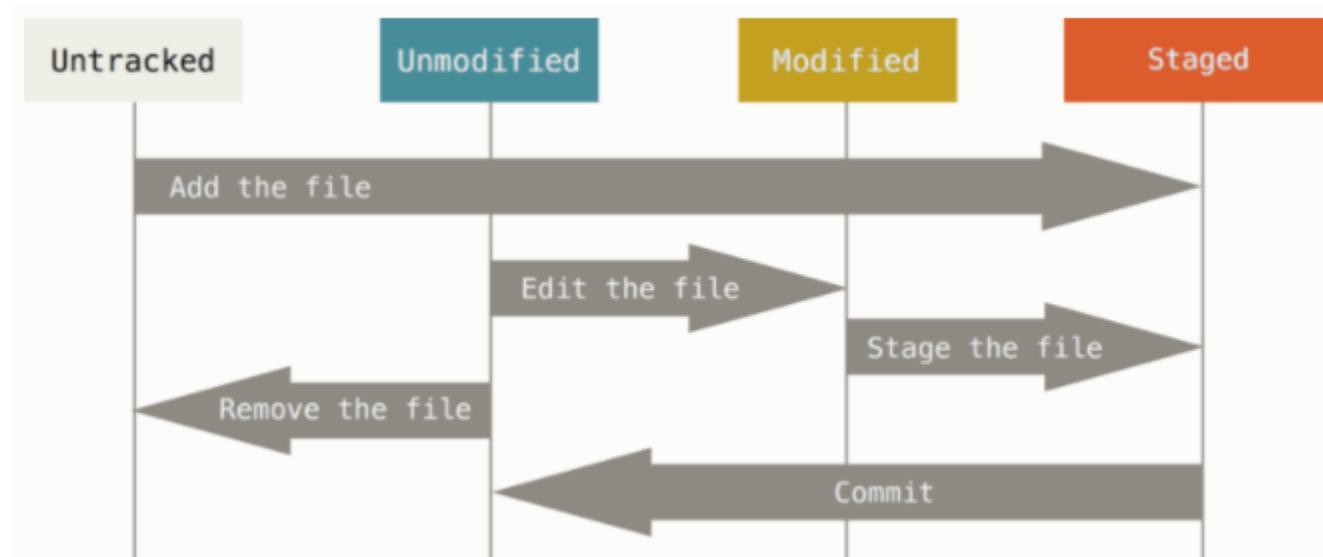 Untracked
Unmodified
Modified
Staged
Add the file
Edit the file
Stage the file
Remove the file
Commit